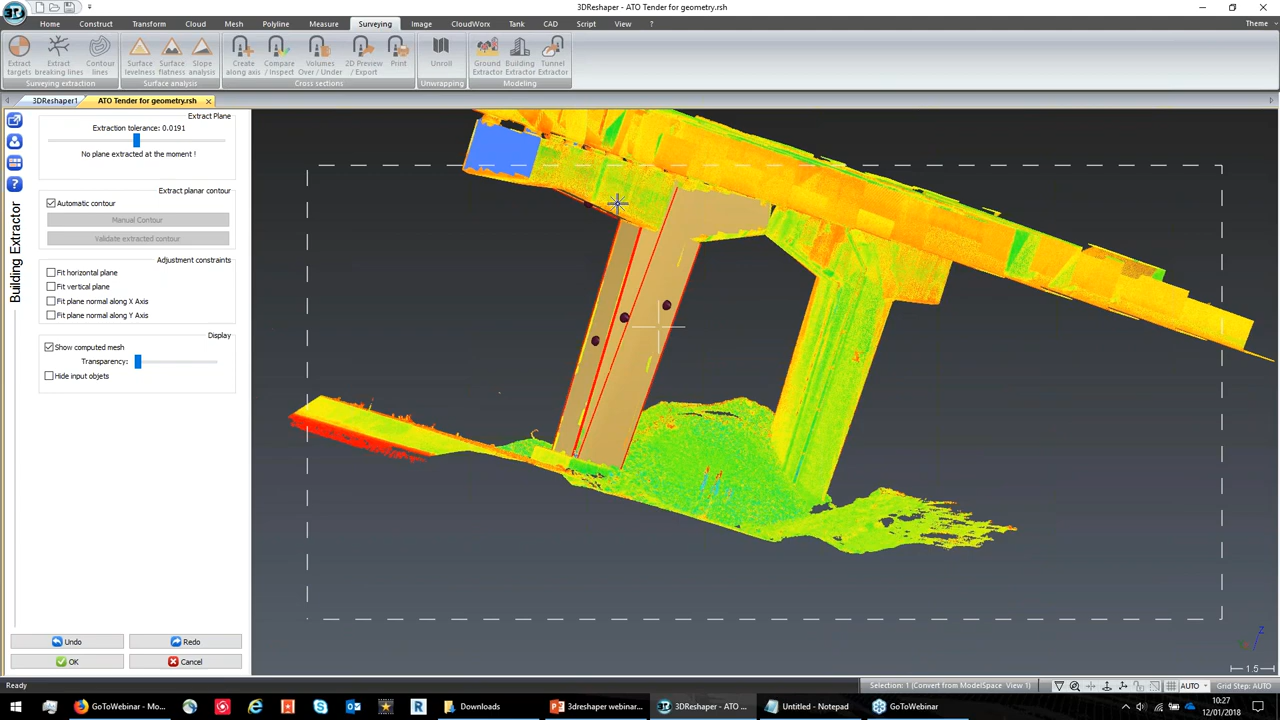 3DReshaper - ATO Tender for geometry.rsh
Home Construct Transform Cloud Mesh Polyline Measure Surveying Image CloudWorx Tank CAD Script View ? Theme
Extract targets
Extract breaking lines
Contour lines
Surface levelness
Surface flatness
Slope analysis
Create along axis
Compare / Inspect
Volumes Over / Under
2D Preview / Export
Print
Unroll
Ground Extractor
Building Extractor
Tunnel Extractor
Surveying extraction Surface analysis Cross sections Unwrapping Modeling
3DReshaper1 ATO Tender for geometry.rsh
Building Extractor
Extract Plane
Extraction tolerance: 0.0191
No plane extracted at the moment !
Extract planar contour
Automatic contour
Manual Contour
Validate extracted contour
Adjustment constraints
Fit horizontal plane
Fit vertical plane
Fit plane normal along X Axis
Fit plane normal along Y Axis
Display
Show computed mesh
Transparency:
Hide input objets
Undo Redo
OK Cancel
Z
1.5
Ready Selection: 1 (Convert from ModelSpace View 1) AUTO Grid Step: AUTO
GoToWebinar - Mo... Downloads 3dreshaper webinar... 3DReshaper - ATO ... Untitled - Notepad GoToWebinar 10:27
12/01/2018